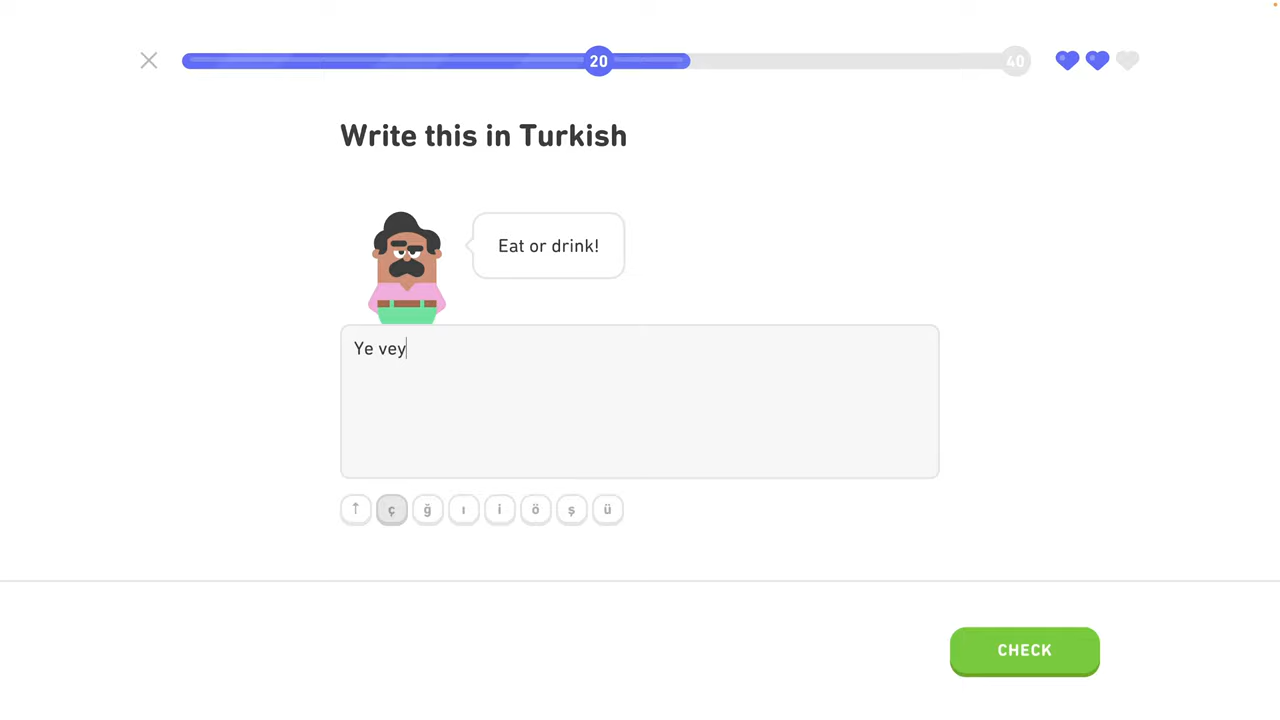 20
40
Write this in Turkish
Eat or drink!
Ye vey
↑ ç ğ ı i ö ş ü
CHECK